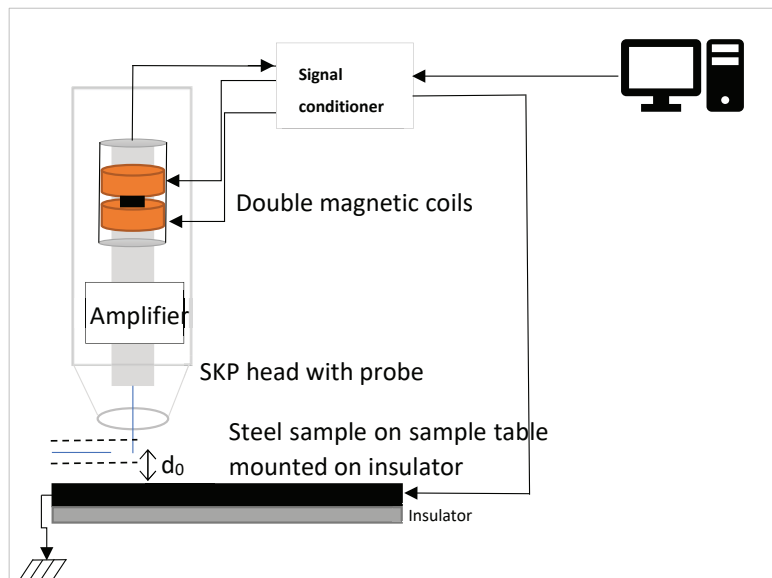 Signal
conditioner
Double magnetic coils
Amplifier
SKP head with probe
Steel sample on sample table
mounted on insulator
d₀
Insulator